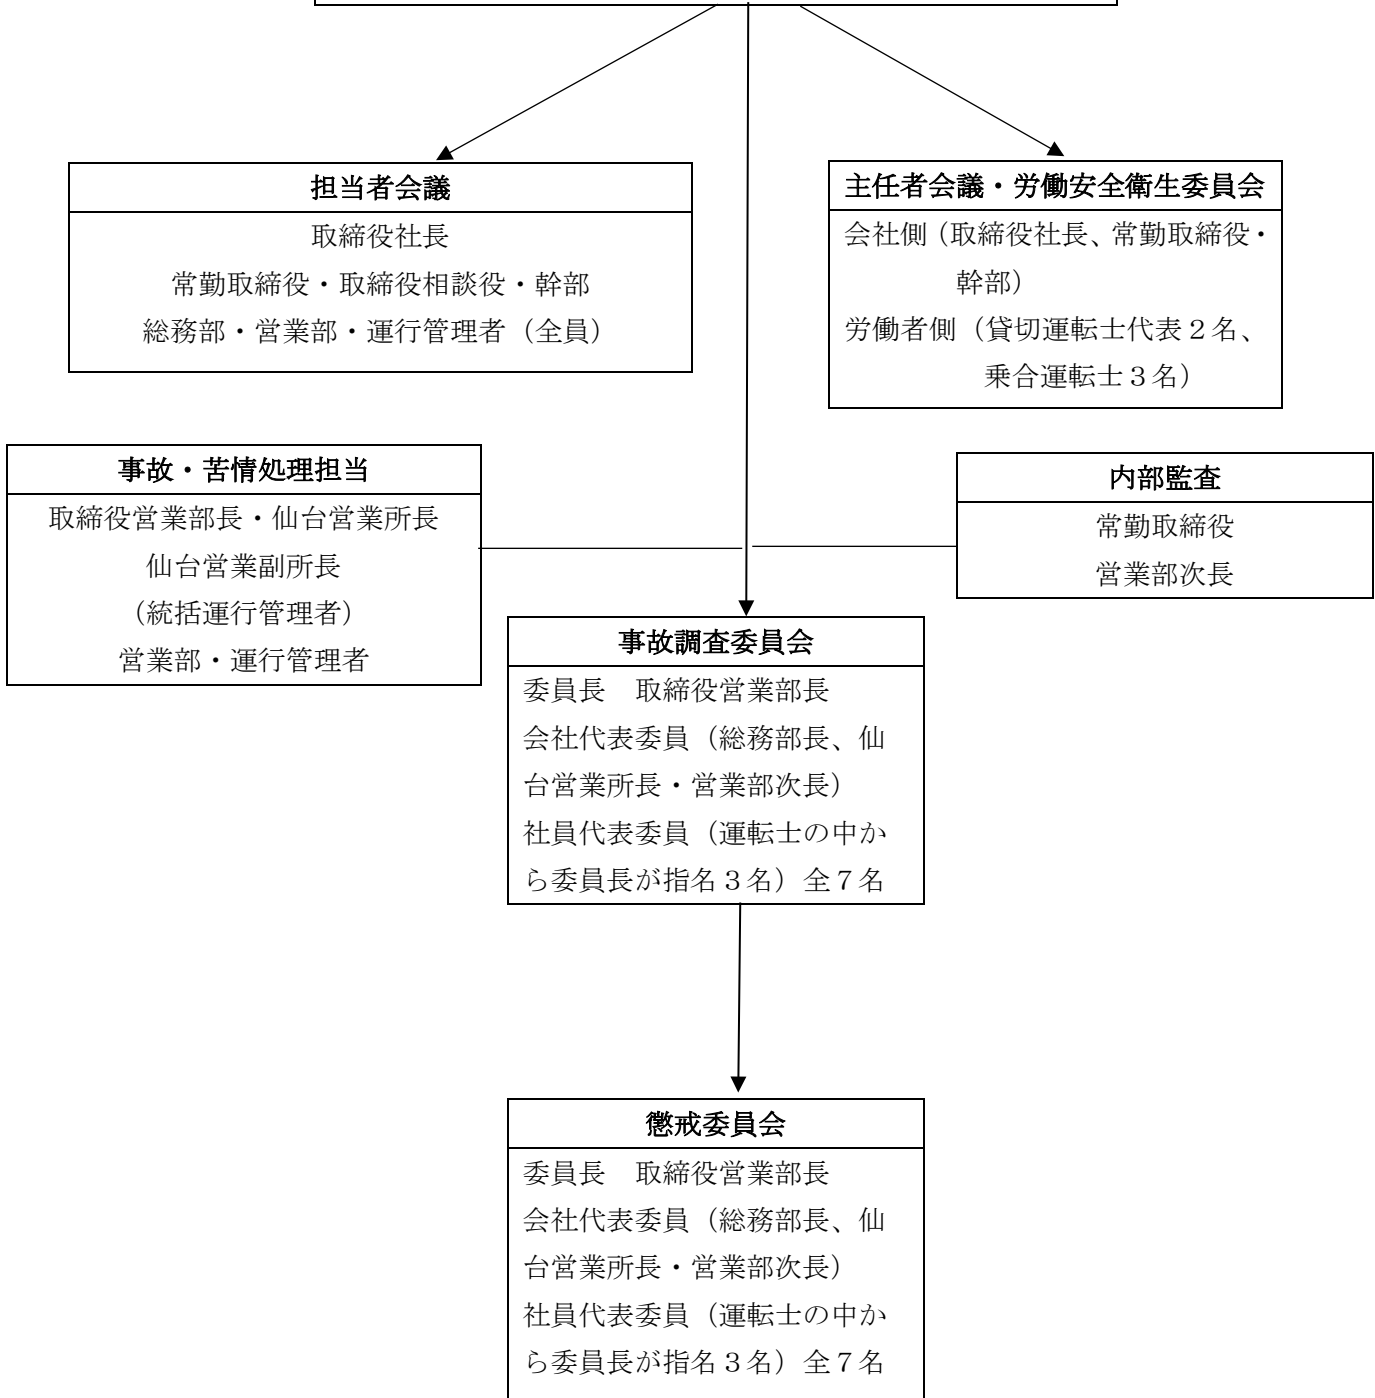 担当者会議
取締役社長
常勤取締役・取締役相談役・幹部
総務部・営業部・運行管理者（全員）
主任者会議・労働安全衛生委員会
会社側（取締役社長、常勤取締役・
幹部）
労働者側（貸切運転士代表２名、
乗合運転士３名）
事故・苦情処理担当
取締役営業部長・仙台営業所長
仙台営業副所長
（統括運行管理者）
営業部・運行管理者
内部監査
常勤取締役
営業部次長
事故調査委員会
委員長　取締役営業部長
会社代表委員（総務部長、仙
台営業所長・営業部次長）
社員代表委員（運転士の中か
ら委員長が指名３名）全７名
懲戒委員会
委員長　取締役営業部長
会社代表委員（総務部長、仙
台営業所長・営業部次長）
社員代表委員（運転士の中か
ら委員長が指名３名）全７名